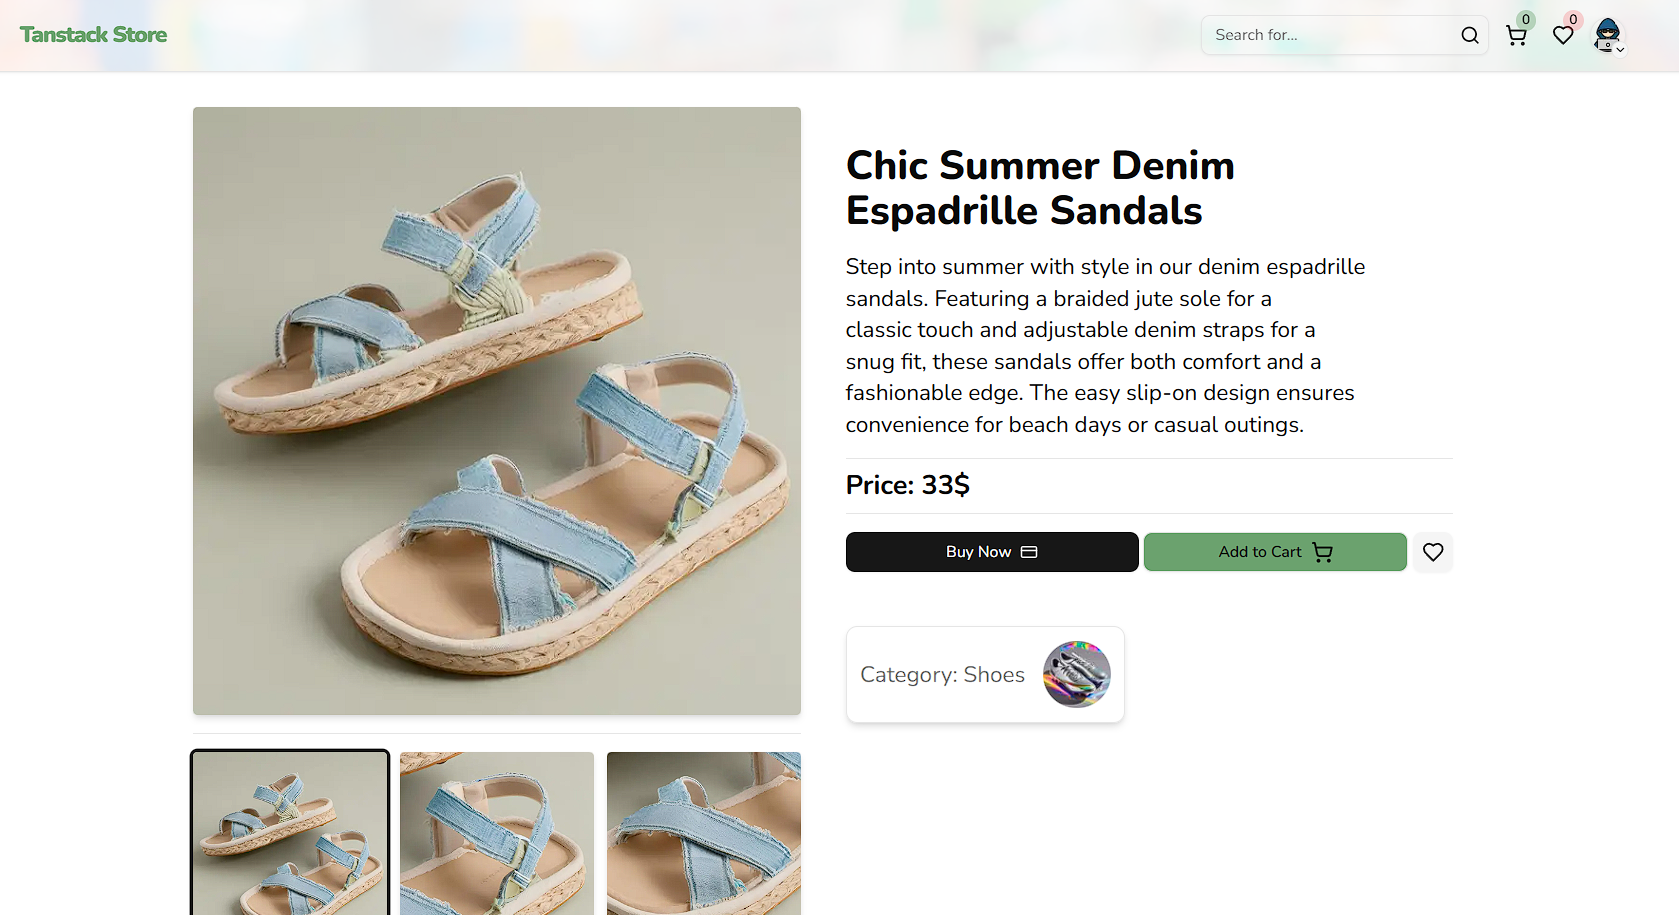 Tanstack Store
Search for...
0
0
Chic Summer Denim
Espadrille Sandals
Step into summer with style in our denim espadrille
sandals. Featuring a braided jute sole for a
classic touch and adjustable denim straps for a
snug fit, these sandals offer both comfort and a
fashionable edge. The easy slip-on design ensures
convenience for beach days or casual outings.
Price: 33$
Buy Now
Add to Cart
Category: Shoes